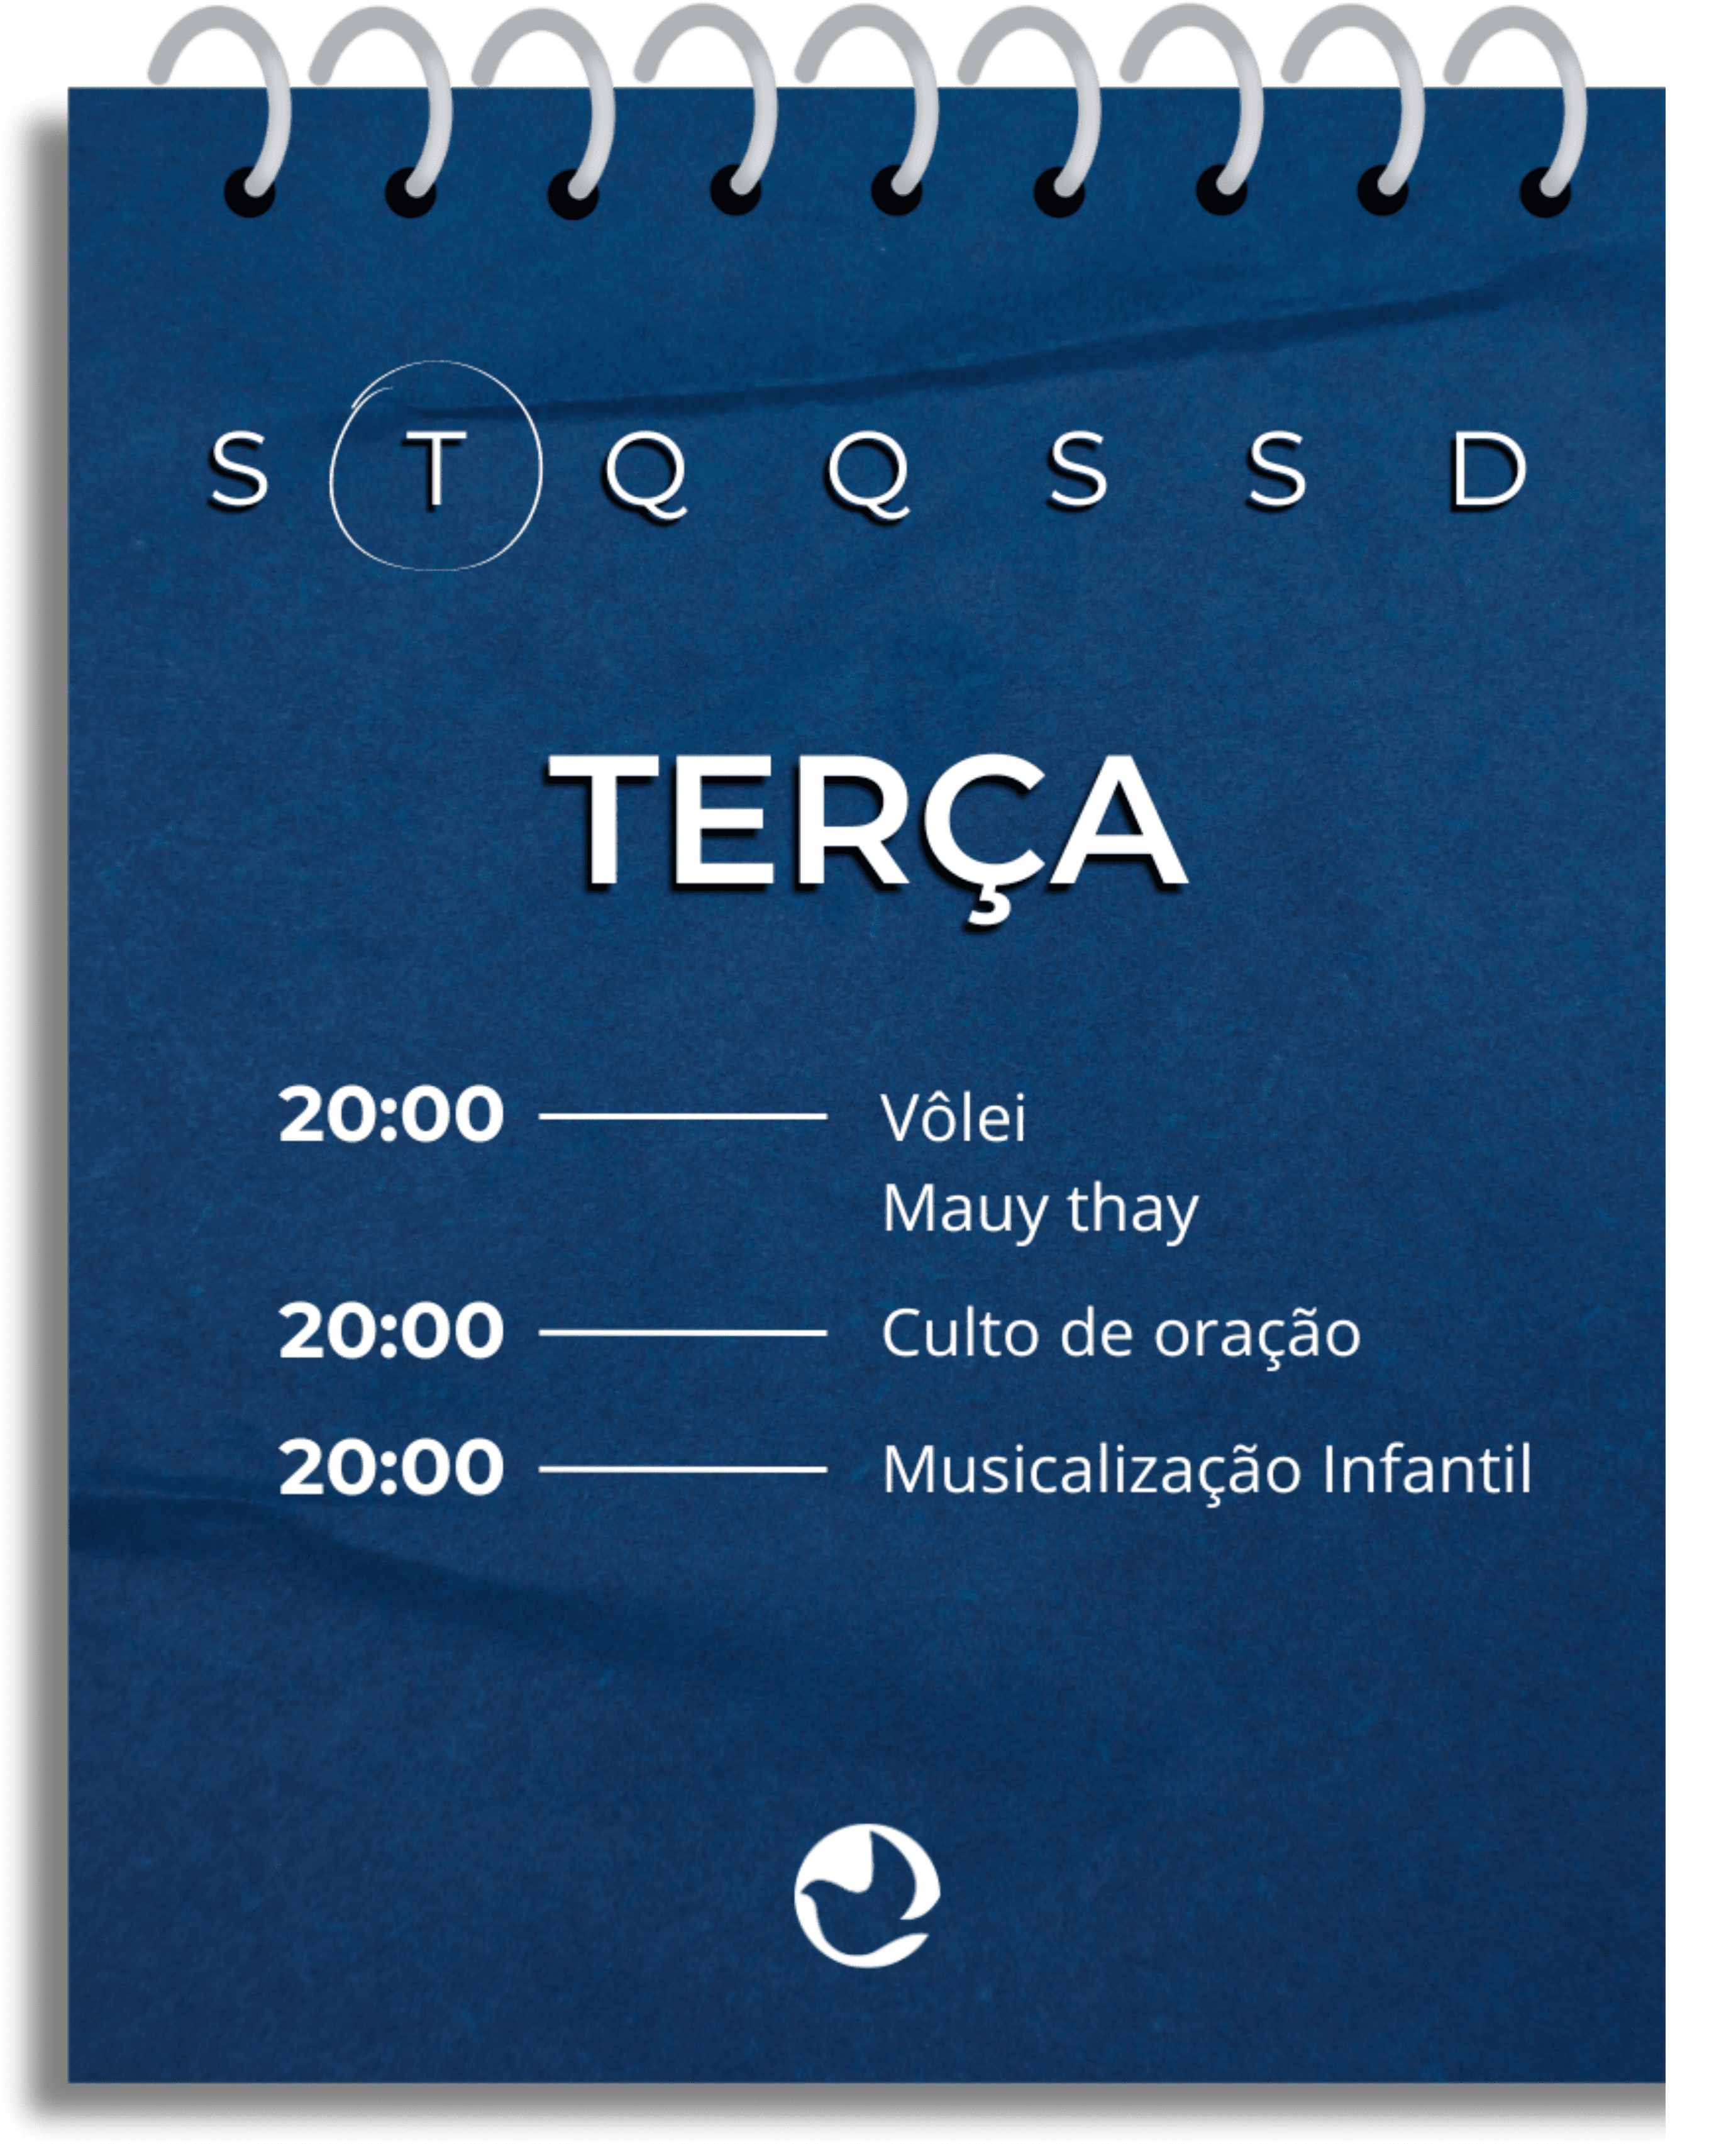 S T Q Q S S D
TERÇA
20:00 Vôlei
Mauy thay
20:00 Culto de oração
20:00 Musicalização Infantil